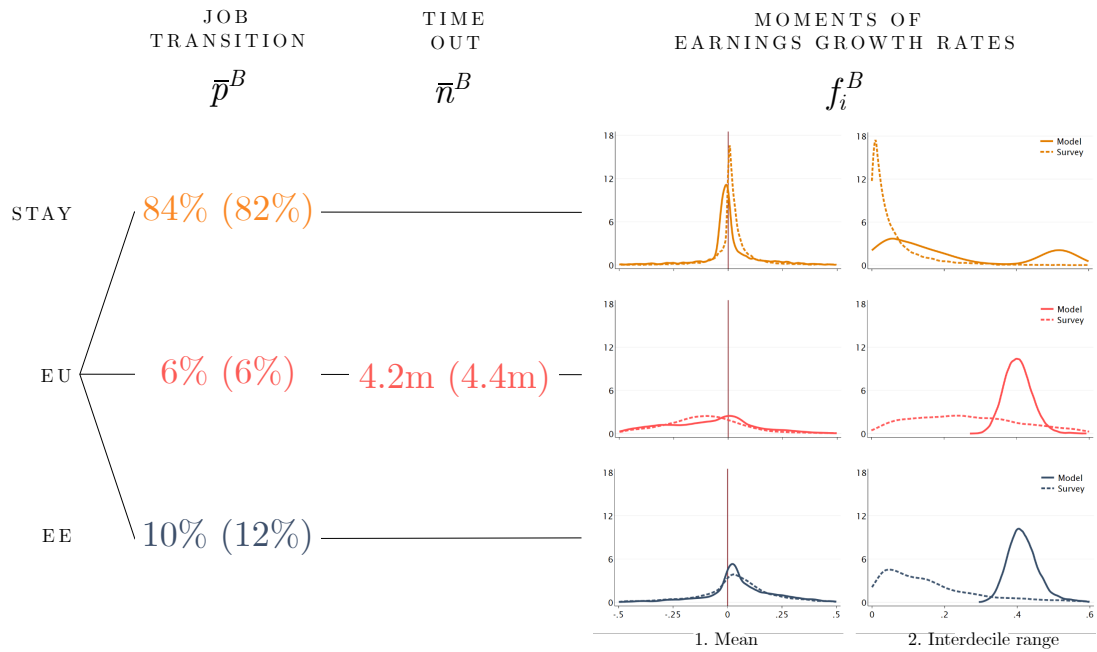 JOB TRANSITION
TIME OUT
MOMENTS OF EARNINGS GROWTH RATES
p̄^B
n̄^B
f_i^B
STAY
84% (82%)
EU
6% (6%)
4.2m (4.4m)
EE
10% (12%)
18
12
6
0
18
12
6
0
Model
Survey
18
12
6
0
18
12
6
0
Model
Survey
18
12
6
0
-.5 -.25 0 .25 .5
18
12
6
0
0 .2 .4 .6
Model
Survey
1. Mean
2. Interdecile range